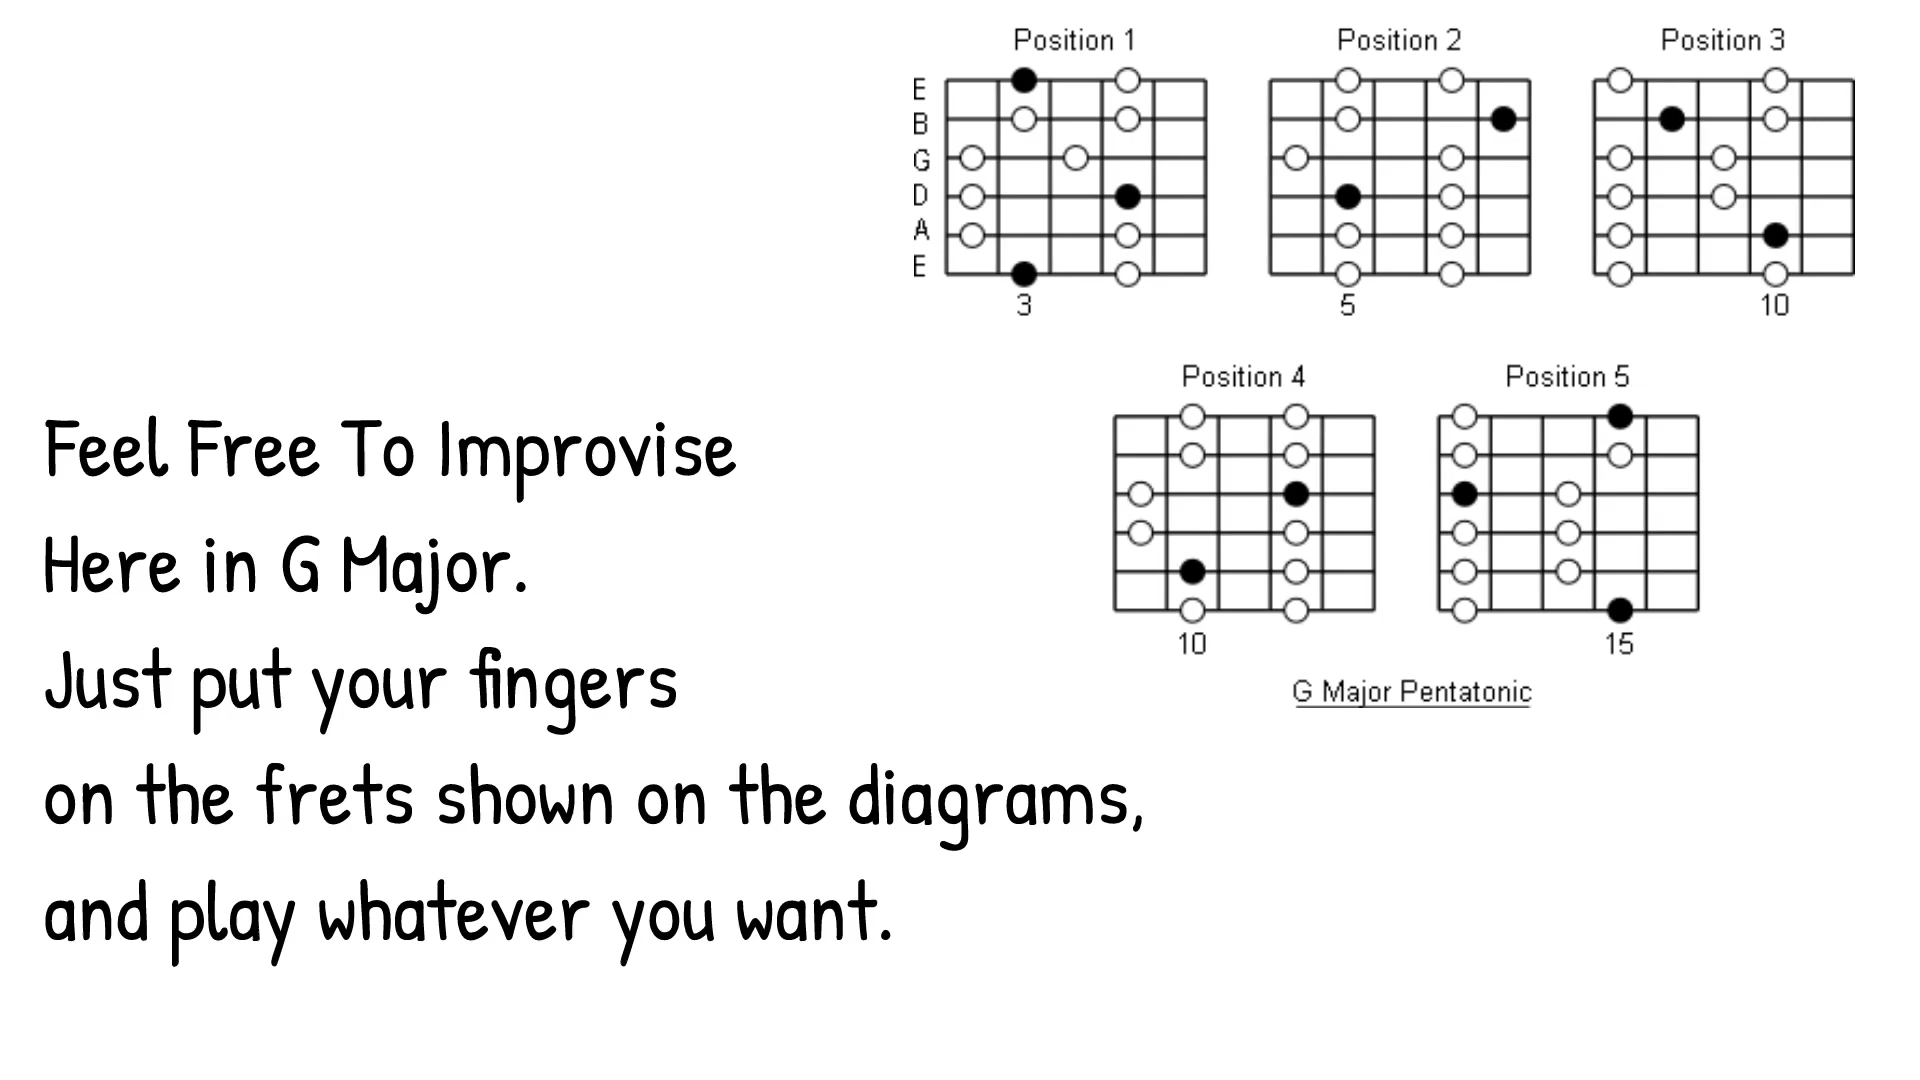 Position 1
Position 2
Position 3
E
B
G
D
A
E
3
5
10
Position 4
Position 5
10
15
G Major Pentatonic
Feel Free To Improvise
Here in G Major.
Just put your fingers
on the frets shown on the diagrams,
and play whatever you want.